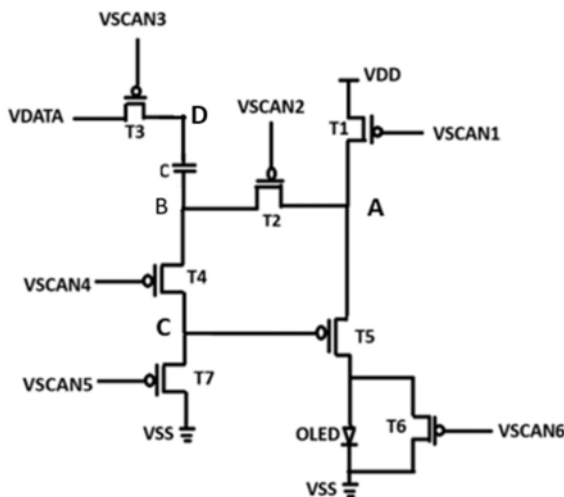 VSCAN3
VDD
D
VSCAN2
VDATA
T3
T1
VSCAN1
C
B
T2
A
T4
VSCAN4
C
T5
T7
VSCAN5
T6
VSS
OLED
VSCAN6
VSS